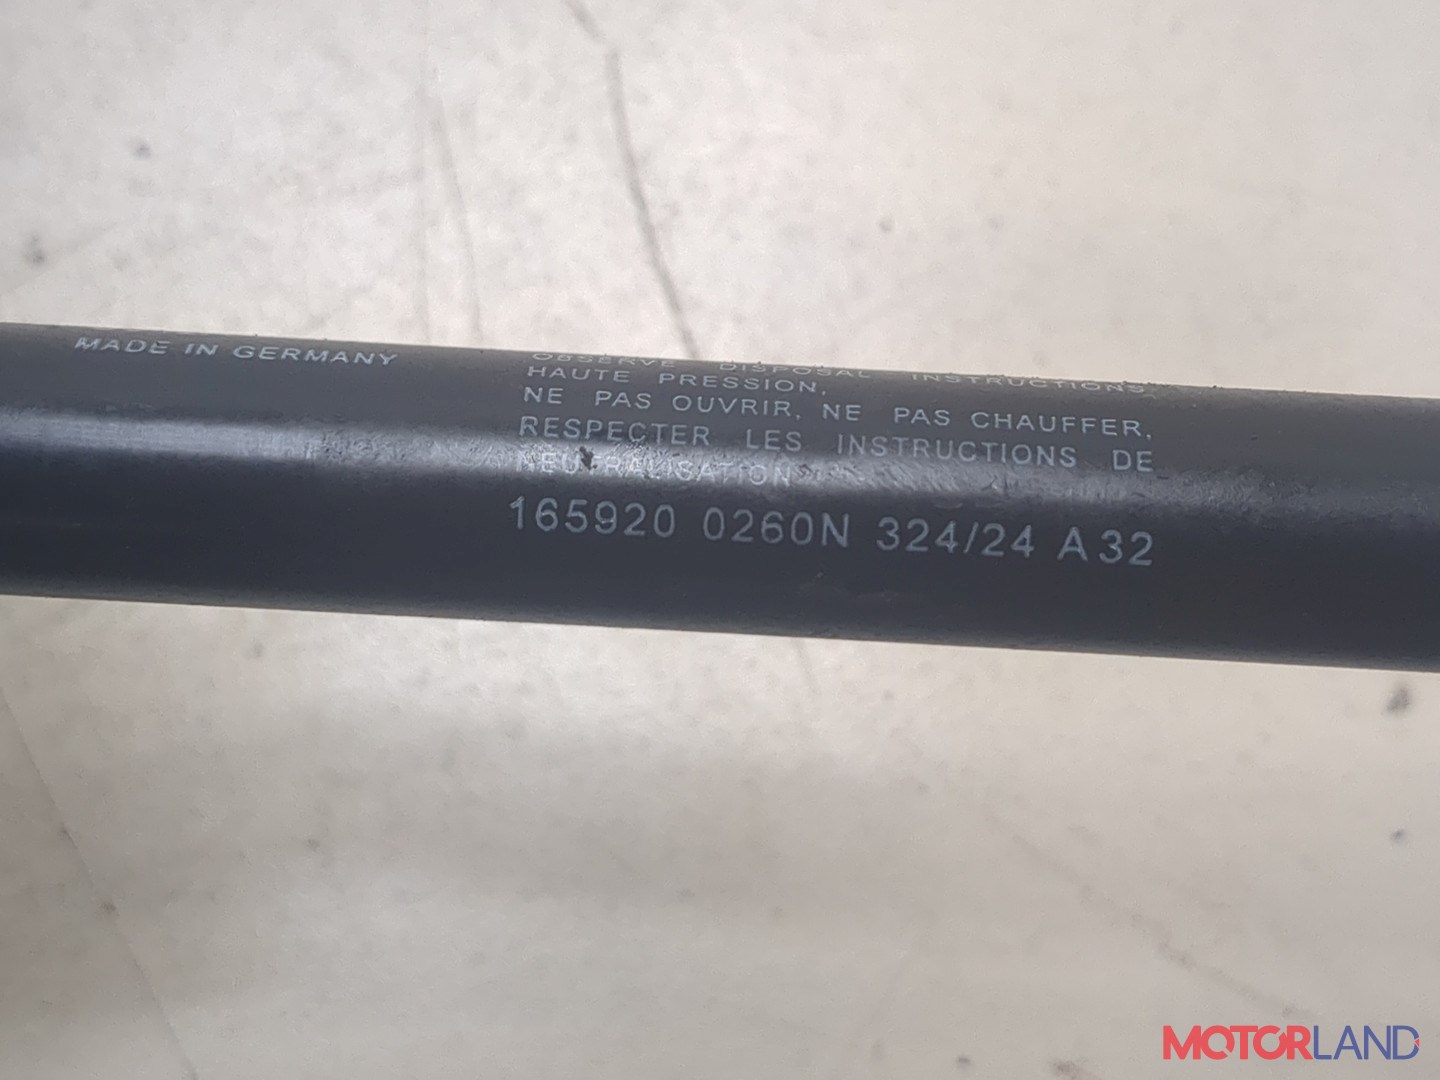 MADE IN GERMANY
OBSERVE DISPOSAL INSTRUCTIONS.
HAUTE PRESSION,
NE PAS OUVRIR, NE PAS CHAUFFER,
RESPECTER LES INSTRUCTIONS DE
NEUTRALISATION
165920 0260N 324/24 A32
MOTORLAND